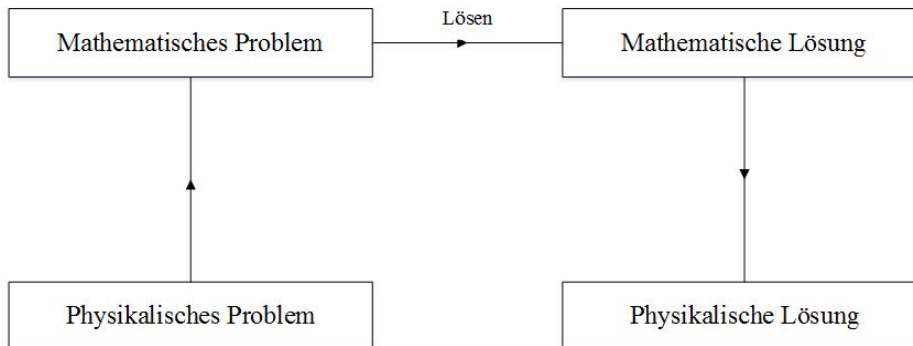 Lösen
Mathematisches Problem
Mathematische Lösung
Physikalisches Problem
Physikalische Lösung